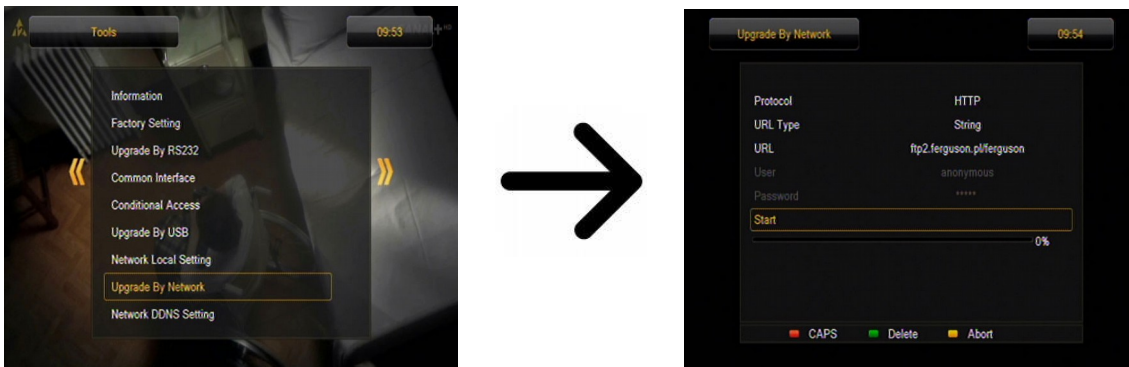 Tools
09:53
Information
Factory Setting
Upgrade By RS232
Common Interface
Conditional Access
Upgrade By USB
Network Local Setting
Upgrade By Network
Network DDNS Setting
Upgrade By Network
09:54
Protocol HTTP
URL Type String
URL ftp2.ferguson.pl/ferguson
User anonymous
Password *****
Start
0%
CAPS Delete Abort